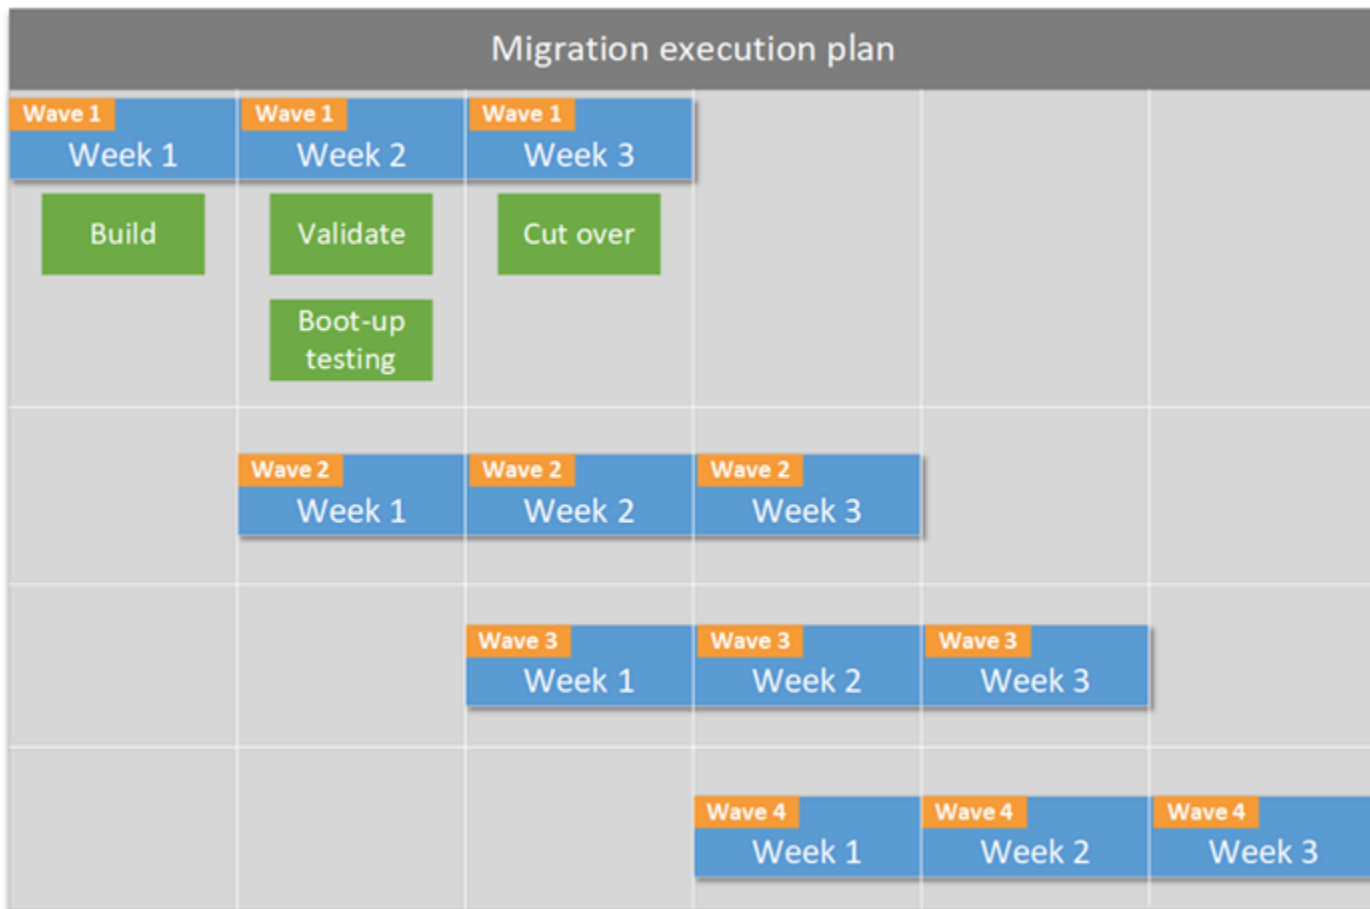 Migration execution plan
Wave 1
Week 1
Wave 1
Week 2
Wave 1
Week 3
Build
Validate
Cut over
Boot-up
testing
Wave 2
Week 1
Wave 2
Week 2
Wave 2
Week 3
Wave 3
Week 1
Wave 3
Week 2
Wave 3
Week 3
Wave 4
Week 1
Wave 4
Week 2
Wave 4
Week 3